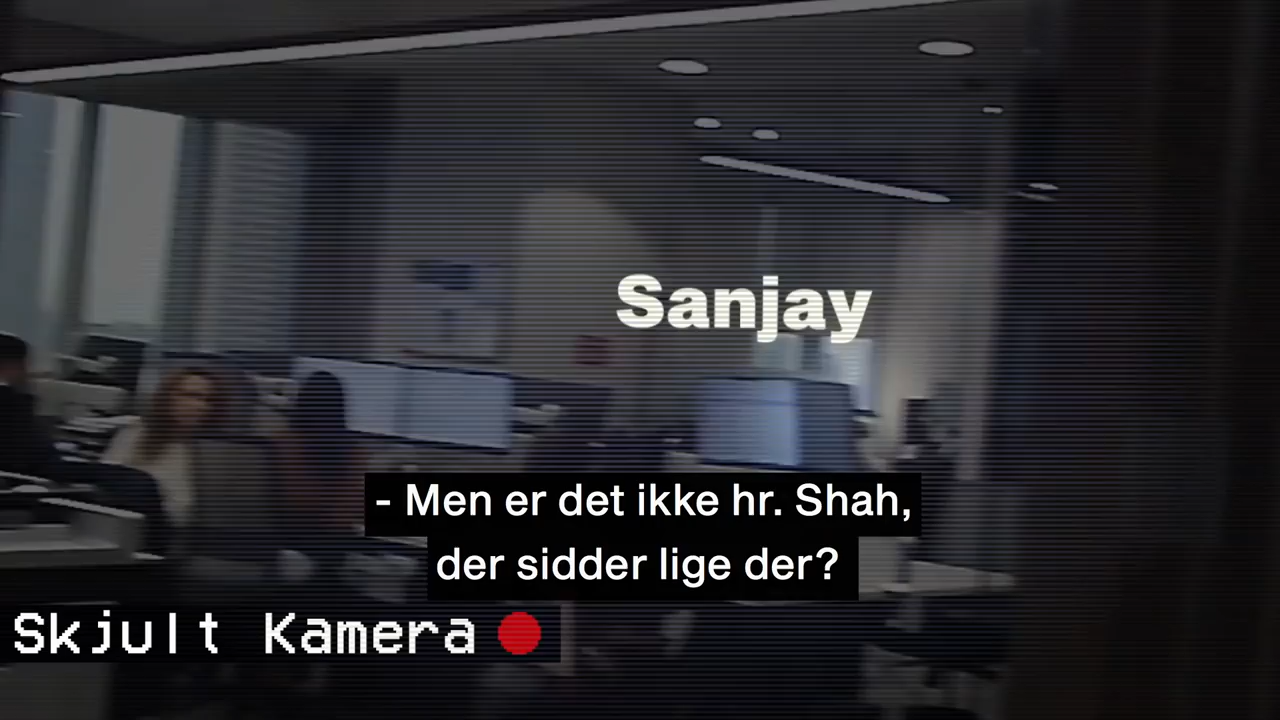 Sanjay
- Men er det ikke hr. Shah,
der sidder lige der?
Skjult Kamera